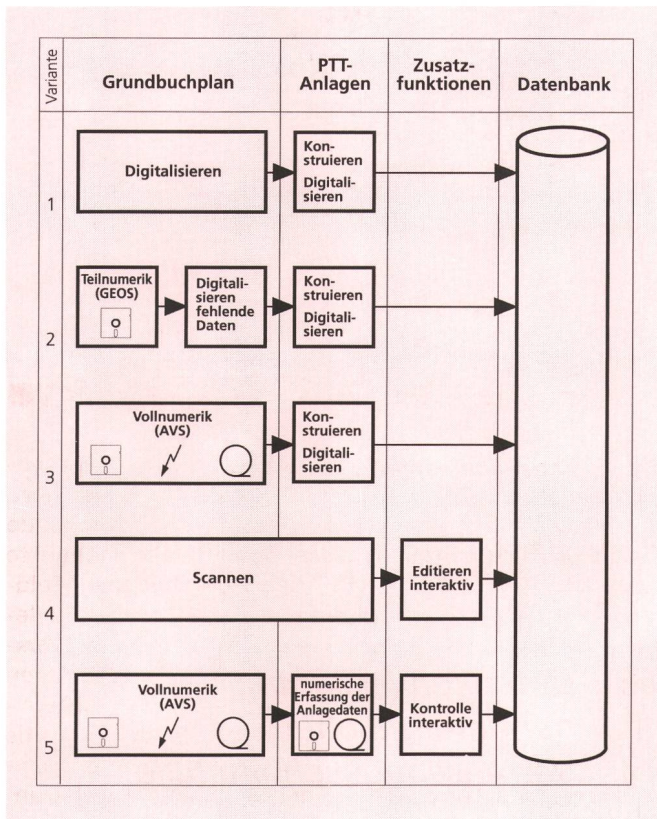 Variante
Grundbuchplan
PTT-
Anlagen
Zusatz-
funktionen
Datenbank
1
Digitalisieren
Kon-
struieren
Digitali-
sieren
2
Teilnumerik
(GEOS)
Digitali-
sieren
fehlende
Daten
Kon-
struieren
Digitali-
sieren
3
Vollnumerik
(AVS)
Kon-
struieren
Digitali-
sieren
4
Scannen
Editieren
interaktiv
5
Vollnumerik
(AVS)
numerische
Erfassung der
Anlagedaten
Kontrolle
interaktiv